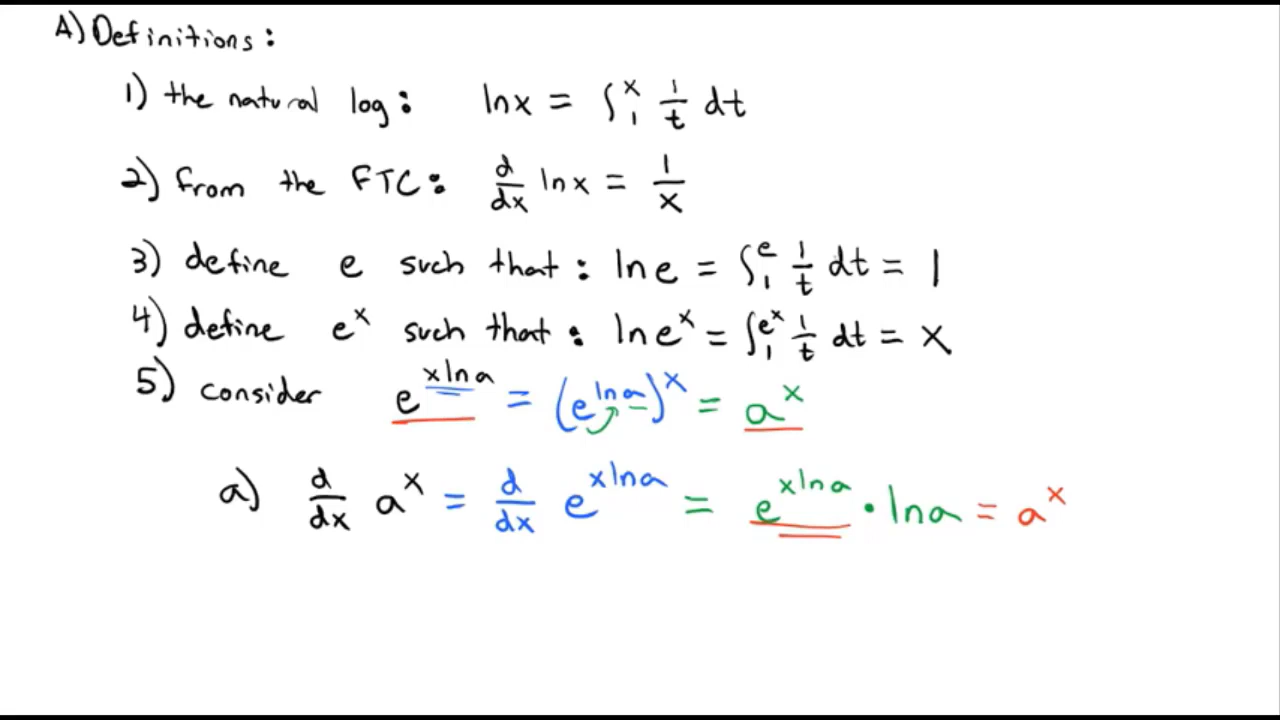 A) Definitions:
1) the natural log: ln x = ∫₁ˣ 1/t dt
2) from the FTC: d/dx ln x = 1/x
3) define e such that: ln e = ∫₁ᵉ 1/t dt = 1
4) define eˣ such that: ln eˣ = ∫₁^(eˣ) 1/t dt = x
5) consider e^(x ln a) = (e^(ln a))ˣ = aˣ
a) d/dx aˣ = d/dx e^(x ln a) = e^(x ln a) • ln a = aˣ